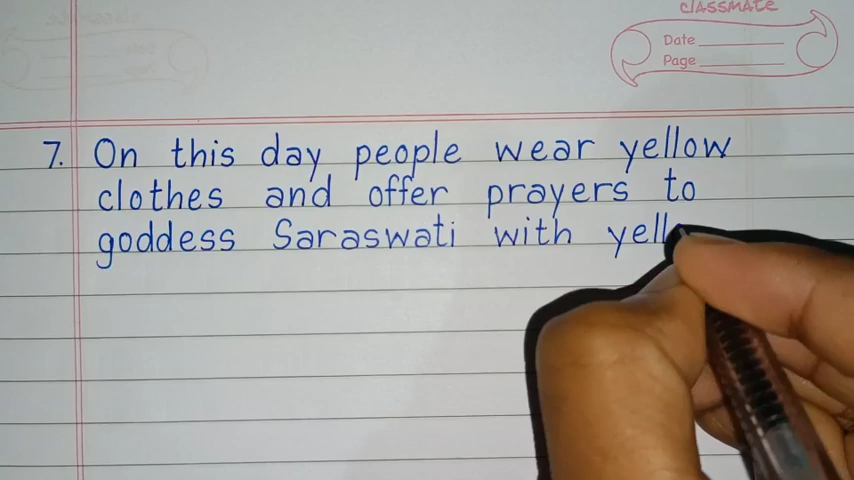 classmate
Date
Page
7. On this day people wear yellow
clothes and offer prayers to
goddess Saraswati with